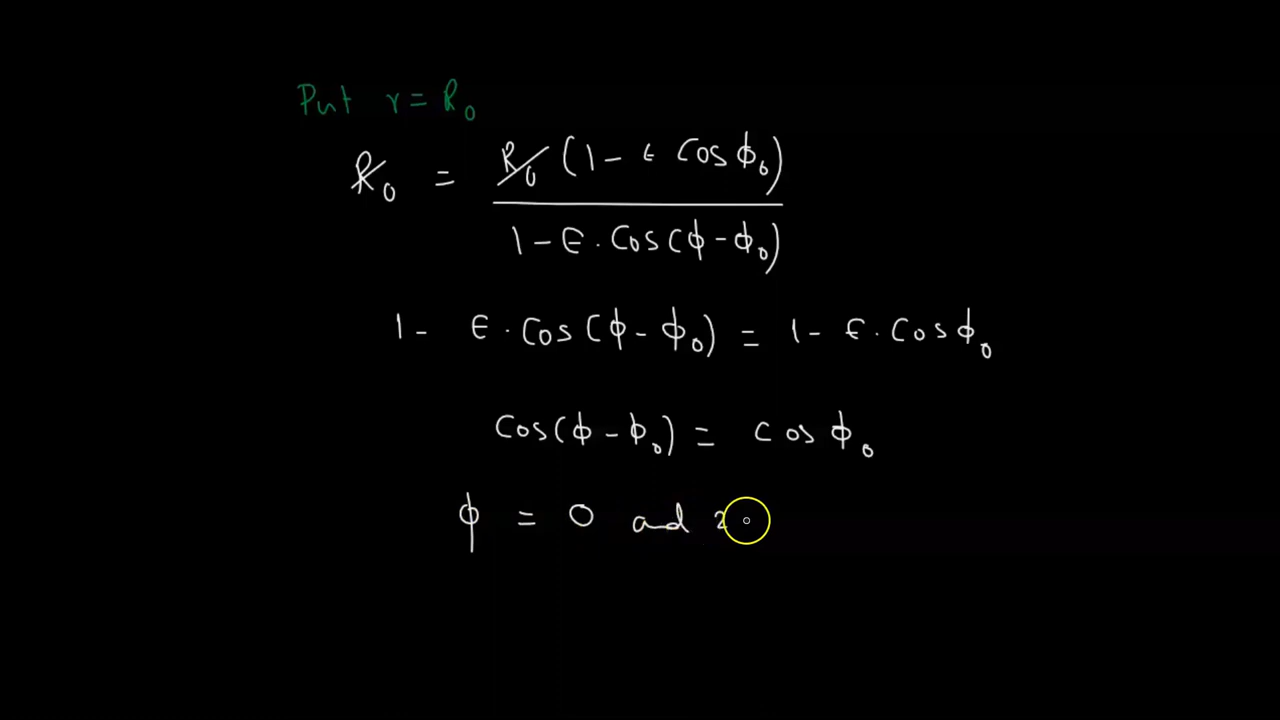 Put r = R₀
R₀ = R₀ (1 - ϵ cos ϕ₀) / 1 - ϵ . Cos(ϕ - ϕ₀)
1 - ϵ . Cos(ϕ - ϕ₀) = 1 - ϵ . Cos ϕ₀
Cos(ϕ - ϕ₀) = cos ϕ₀
ϕ = 0 and 2